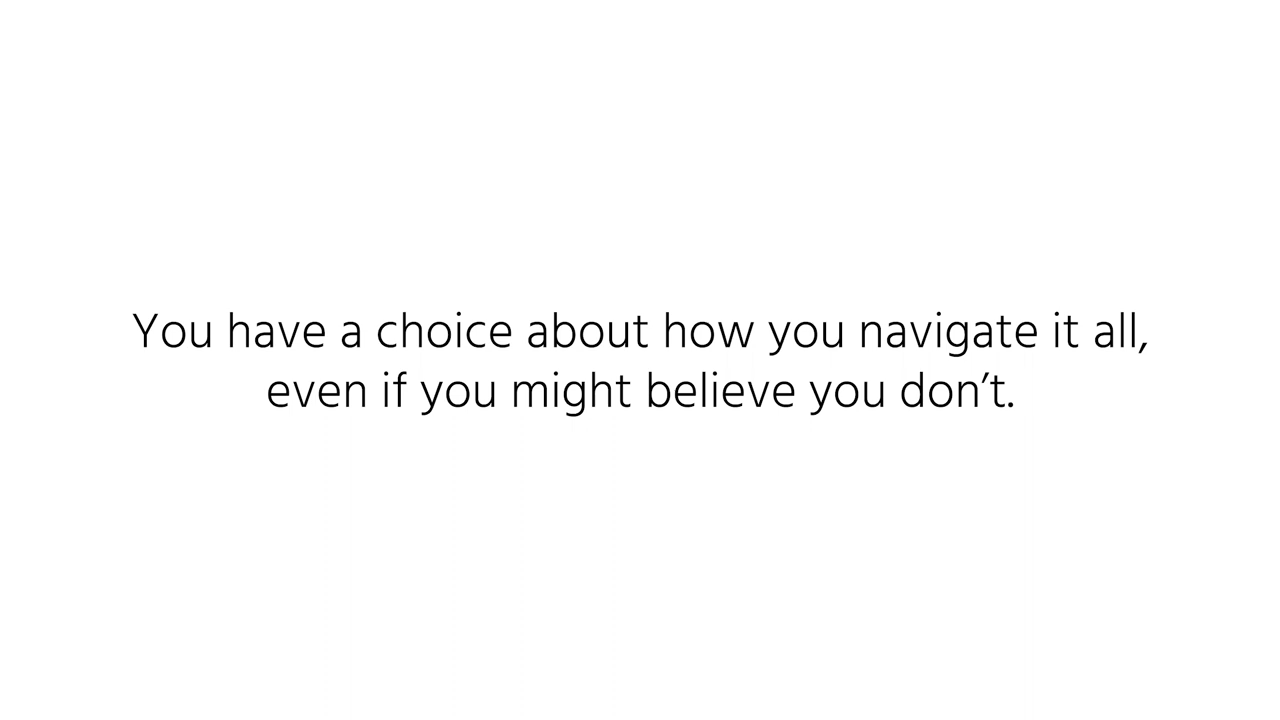 You have a choice about how you navigate it all,
even if you might believe you don’t.